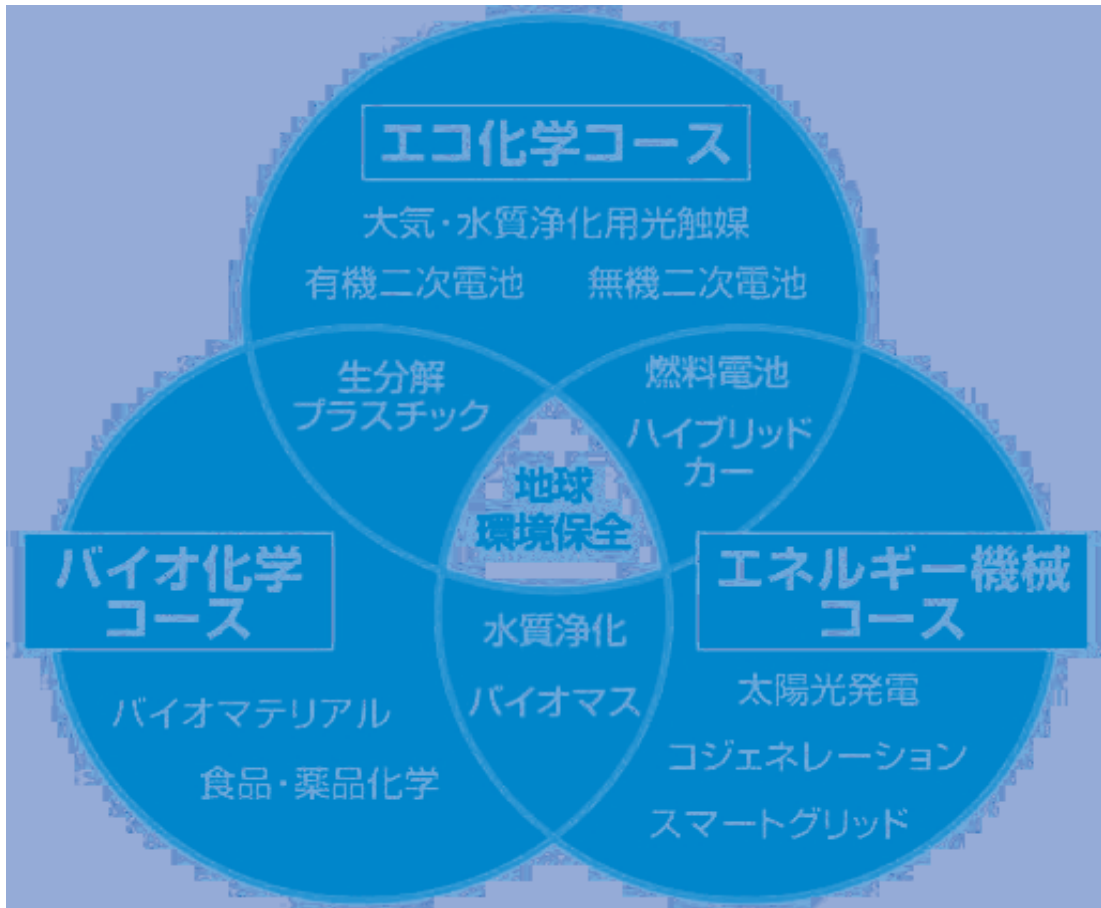 エコ化学コース
大気・水質浄化用光触媒
有機二次電池 無機二次電池
生分解
プラスチック
燃料電池
ハイブリッド
カー
地球
環境保全
バイオ化学
コース
エネルギー機械
コース
水質浄化
バイオマス
バイオマテリアル
食品・薬品化学
太陽光発電
コジェネレーション
スマートグリッド